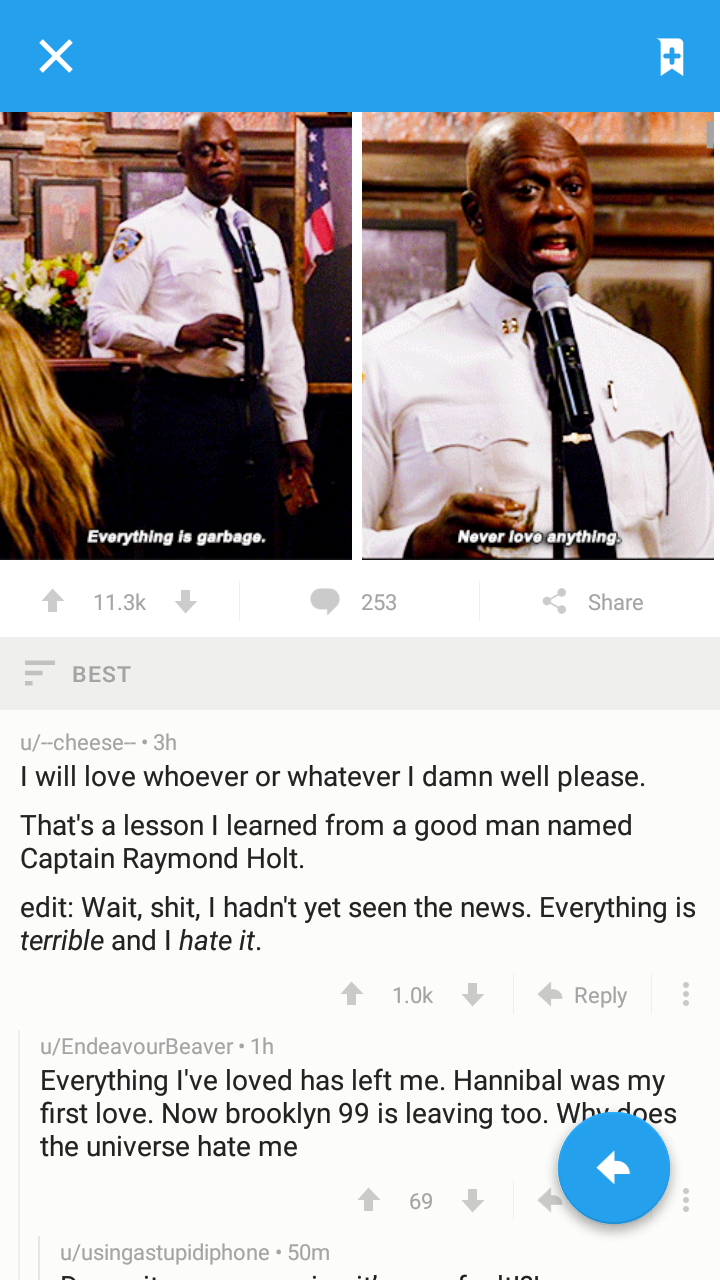 Everything is garbage.
Never love anything.
11.3k
253
Share
BEST
u/--cheese-- • 3h
I will love whoever or whatever I damn well please.
That's a lesson I learned from a good man named
Captain Raymond Holt.
edit: Wait, shit, I hadn't yet seen the news. Everything is
terrible and I hate it.
1.0k
Reply
u/EndeavourBeaver • 1h
Everything I've loved has left me. Hannibal was my
first love. Now brooklyn 99 is leaving too. Why does
the universe hate me
69
u/usingastupidiphone • 50m